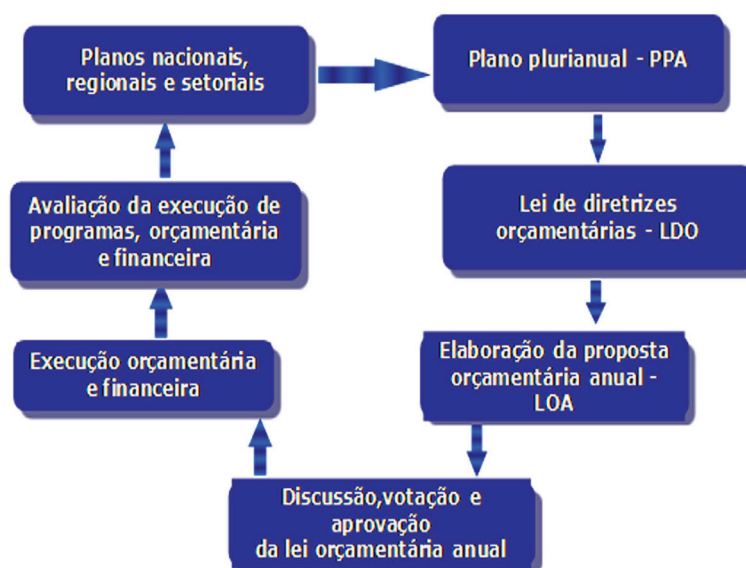 Planos nacionais,
regionais e setoriais
Plano plurianual - PPA
Lei de diretrizes
orçamentárias - LDO
Elaboração da proposta
orçamentária anual -
LOA
Discussão,votação e
aprovação
da lei orçamentária anual
Execução orçamentária
e financeira
Avaliação da execução de
programas, orçamentária
e financeira